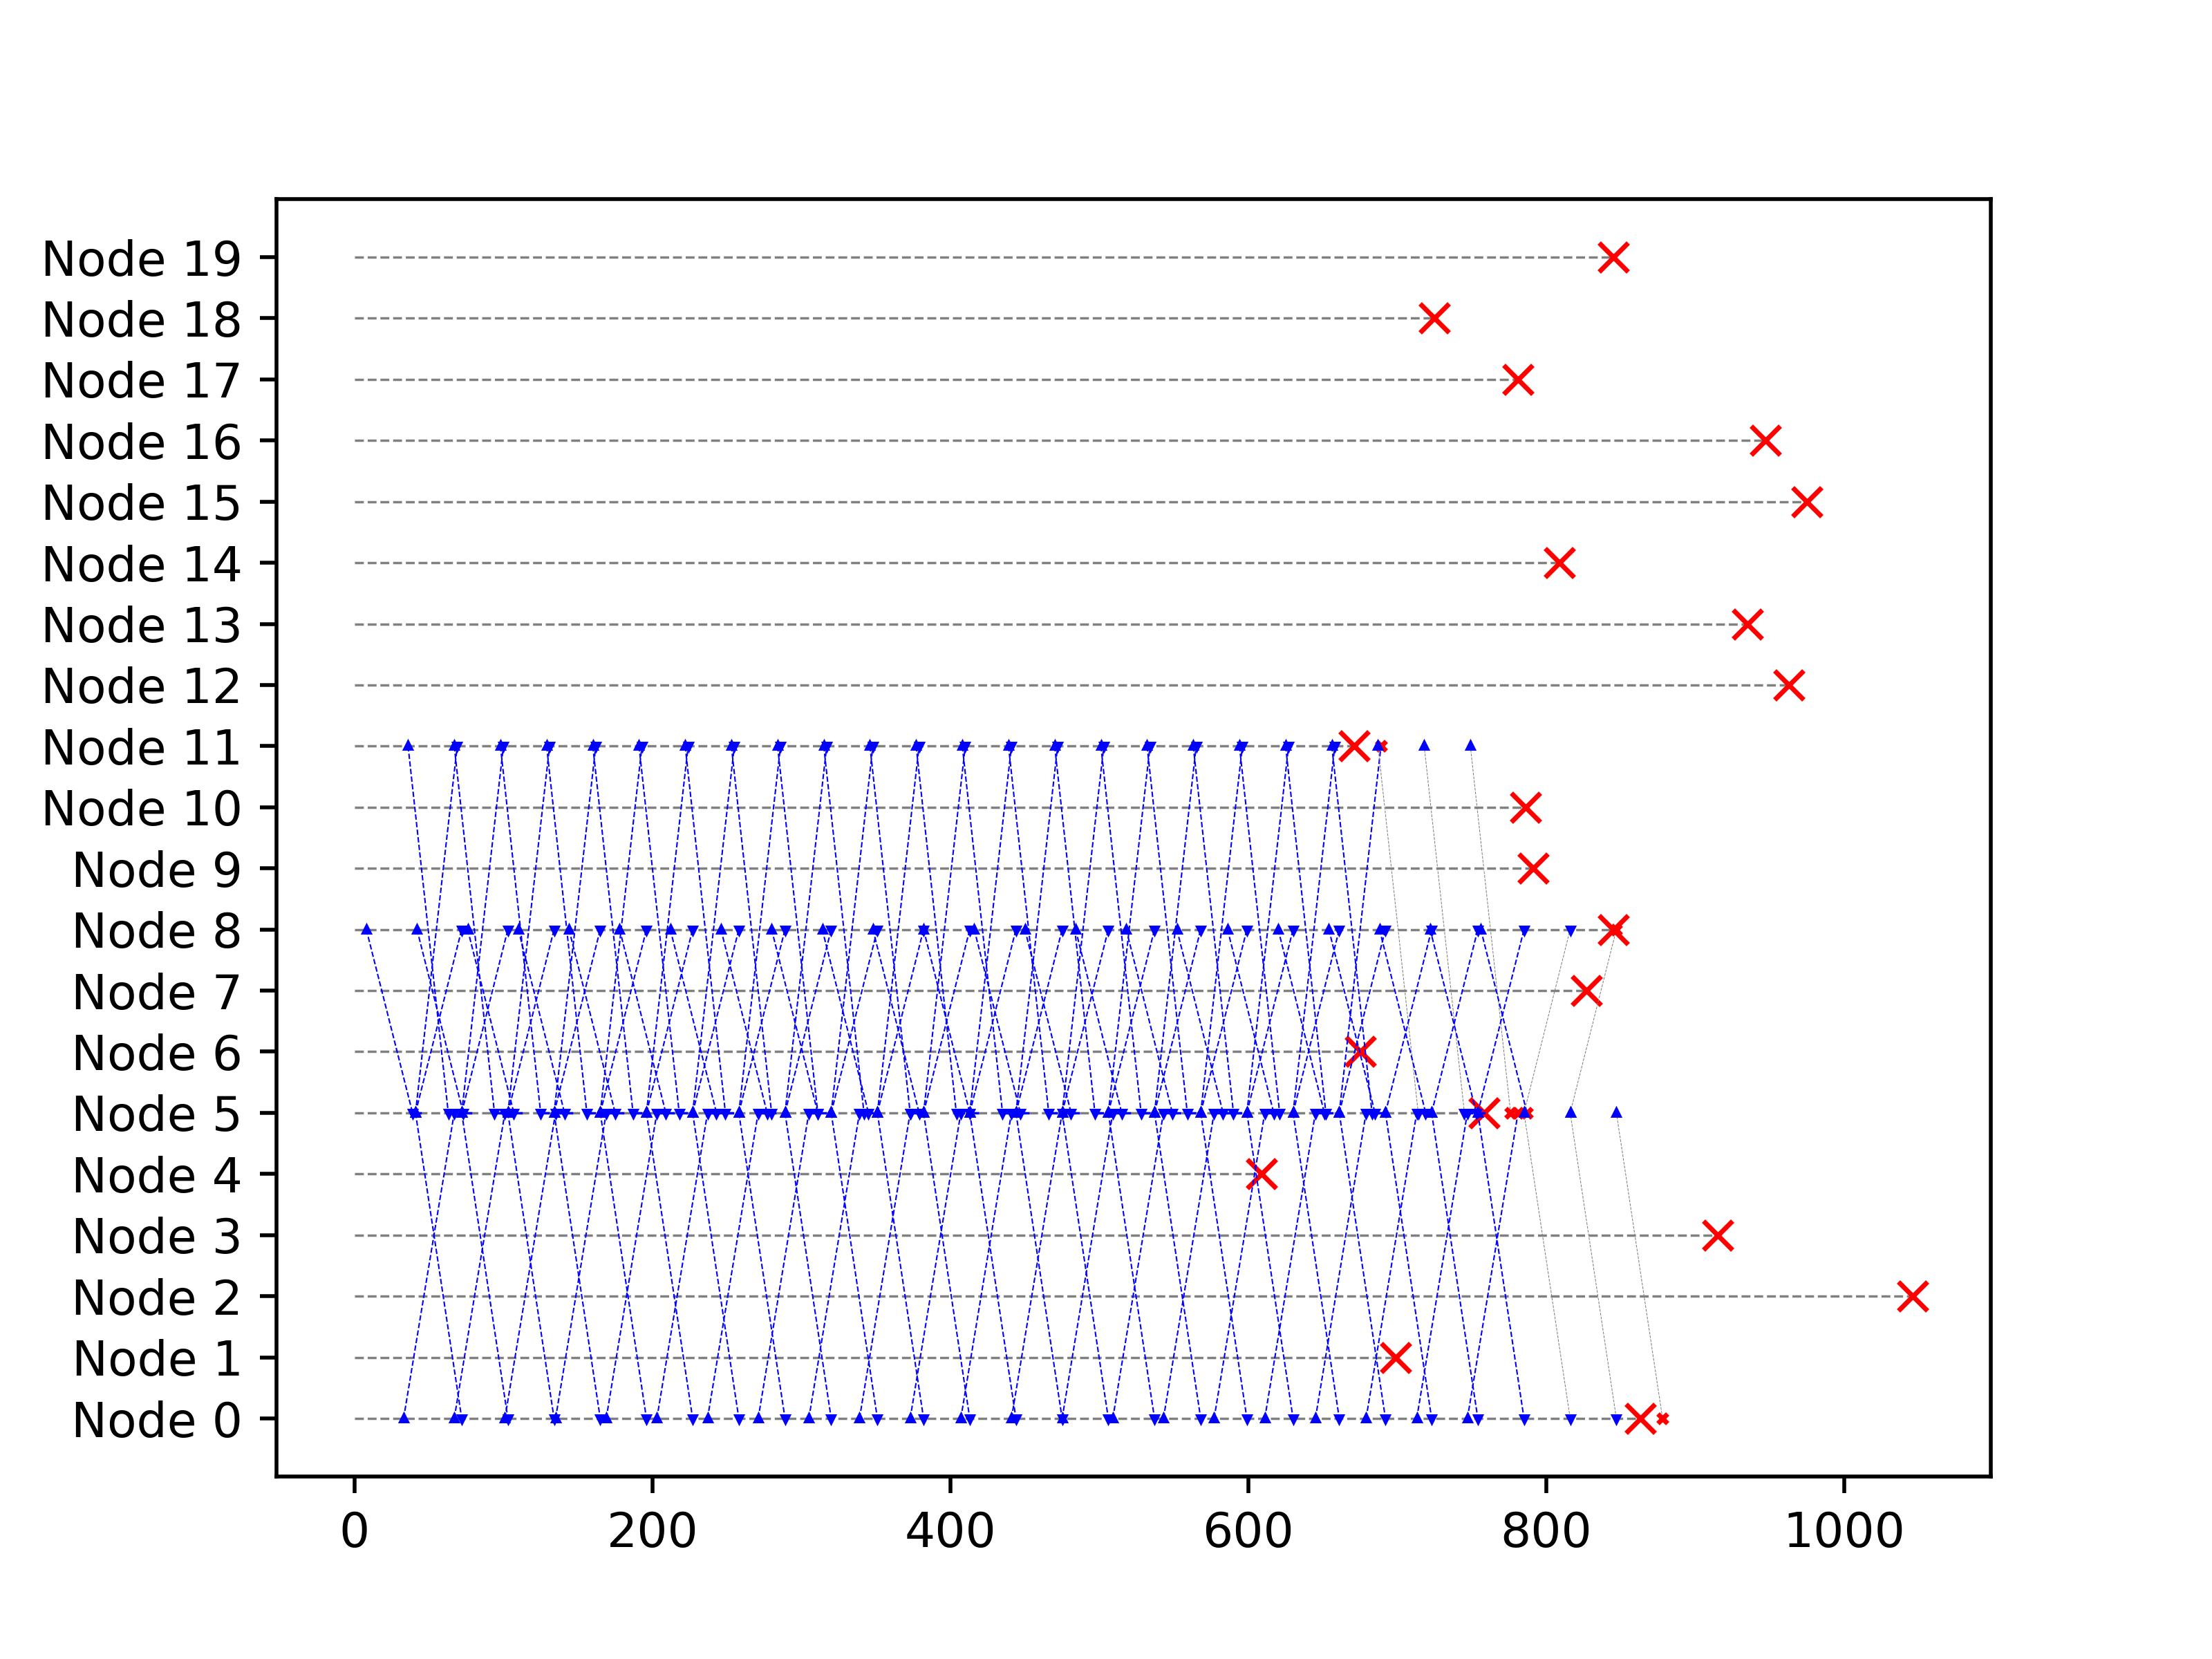 Node 19
Node 18
Node 17
Node 16
Node 15
Node 14
Node 13
Node 12
Node 11
Node 10
Node 9
Node 8
Node 7
Node 6
Node 5
Node 4
Node 3
Node 2
Node 1
Node 0
0 200 400 600 800 1000